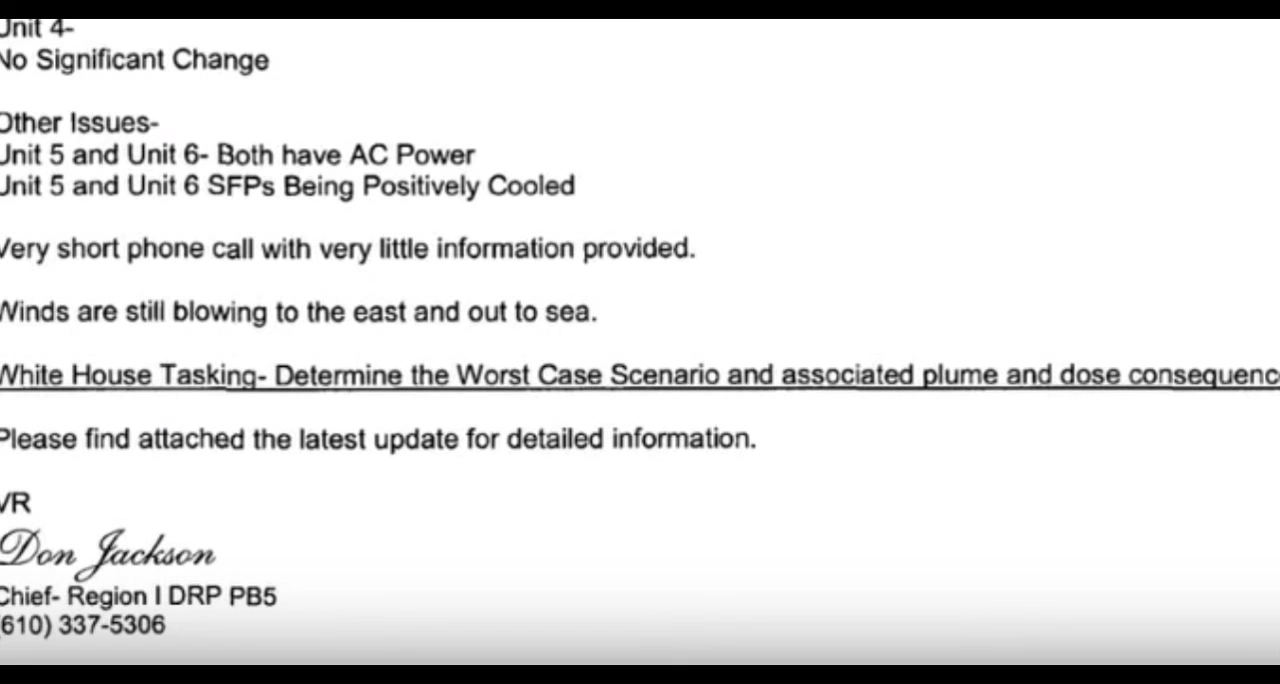 Unit 4-
No Significant Change
Other Issues-
Unit 5 and Unit 6- Both have AC Power
Unit 5 and Unit 6 SFPs Being Positively Cooled
Very short phone call with very little information provided.
Winds are still blowing to the east and out to sea.
White House Tasking- Determine the Worst Case Scenario and associated plume and dose consequenc
Please find attached the latest update for detailed information.
VR
Don Jackson
Chief- Region I DRP PB5
(610) 337-5306